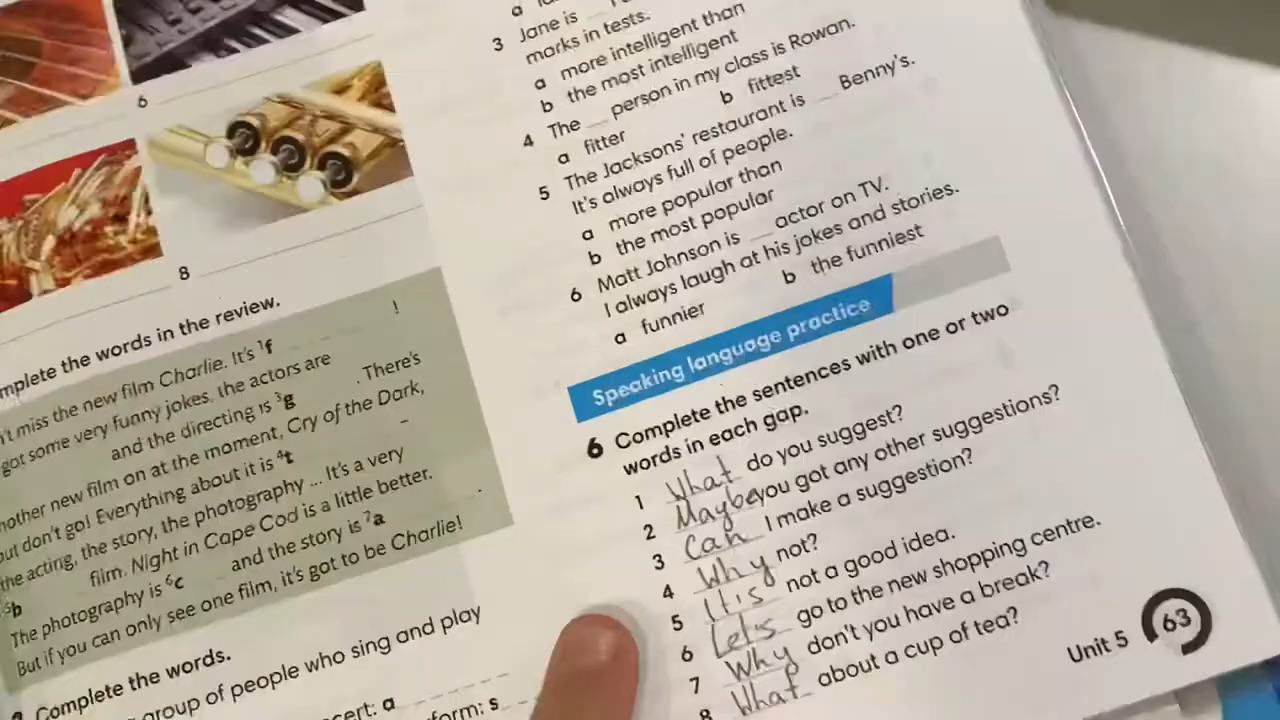 3 Jane is
marks in tests.
a more intelligent than
b the most intelligent
4 The __ person in my class is Rowan.
a fitter b fittest
5 The Jacksons' restaurant is __ Benny's.
It's always full of people.
a more popular than
b the most popular
6 Matt Johnson is __ actor on TV.
I always laugh at his jokes and stories.
a funnier b the funniest
6
8
mplete the words in the review.
't miss the new film Charlie. It's ¹f !
got some very funny jokes, the actors are
and the directing is ³g . There's
nother new film on at the moment, Cry of the Dark,
but don't go! Everything about it is ⁴t
the acting, the story, the photography ... It's a very
⁵b film. Night in Cape Cod is a little better.
The photography is ⁶c and the story is ⁷a .
But if you can only see one film, it's got to be Charlie!
Complete the words.
group of people who sing and play
cert: a
form: s
Speaking language practice
6 Complete the sentences with one or two
words in each gap.
1 What do you suggest?
2 Maybe you got any other suggestions?
3 Can I make a suggestion?
4 Why not?
5 It is not a good idea.
6 Let's go to the new shopping centre.
7 Why don't you have a break?
8 What about a cup of tea?
Unit 5 63